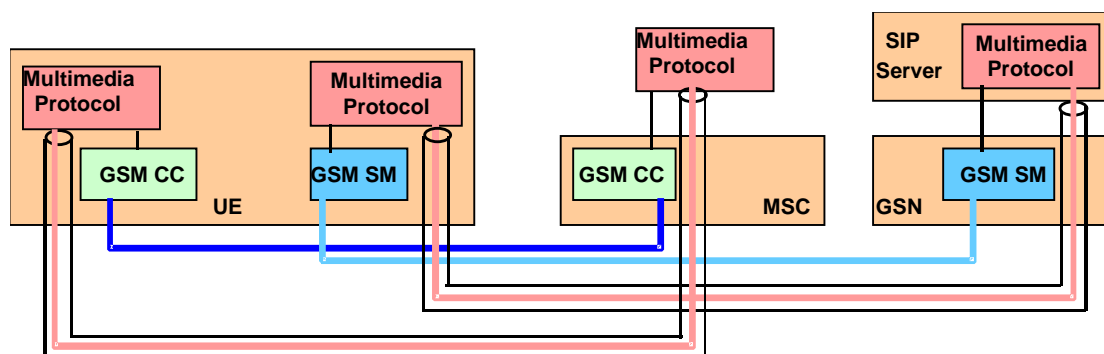 Multimedia
Protocol
Multimedia
Protocol
GSM CC
GSM SM
UE
Multimedia
Protocol
GSM CC
MSC
SIP
Server
Multimedia
Protocol
GSM SM
GSN